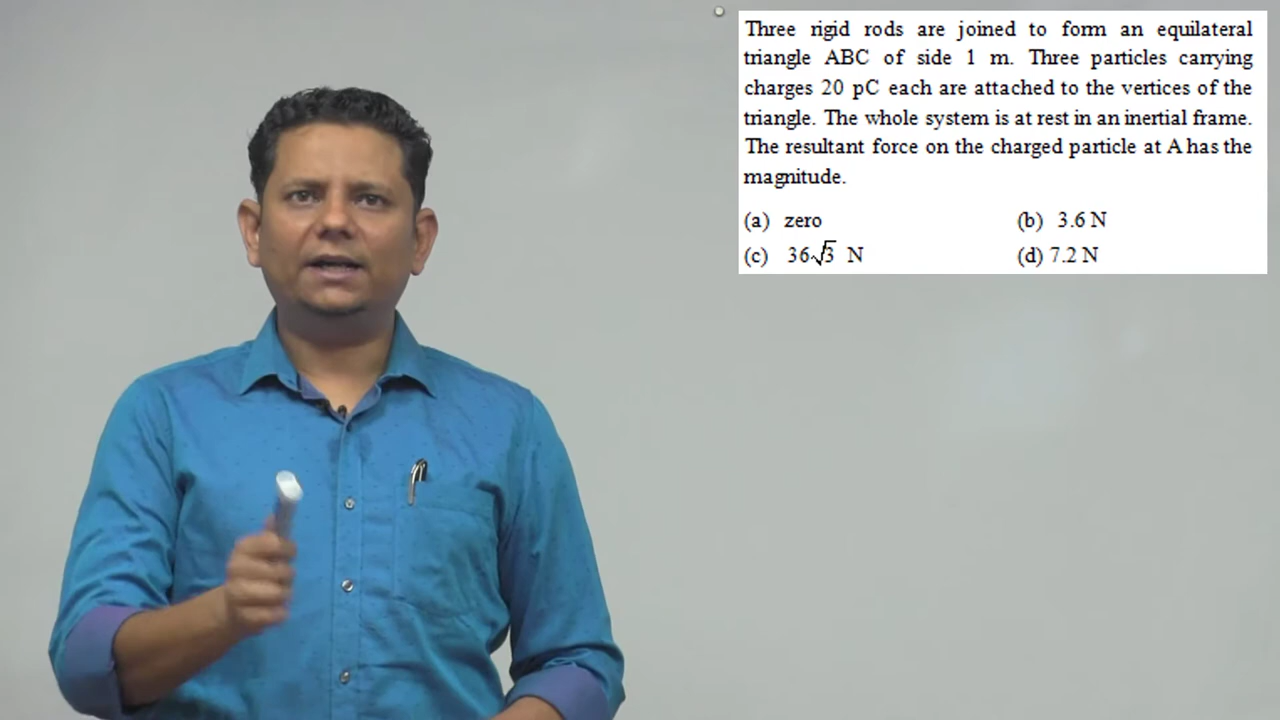 Three rigid rods are joined to form an equilateral
triangle ABC of side 1 m. Three particles carrying
charges 20 pC each are attached to the vertices of the
triangle. The whole system is at rest in an inertial frame.
The resultant force on the charged particle at A has the
magnitude.
(a) zero (b) 3.6 N
(c) 36√3 N (d) 7.2 N